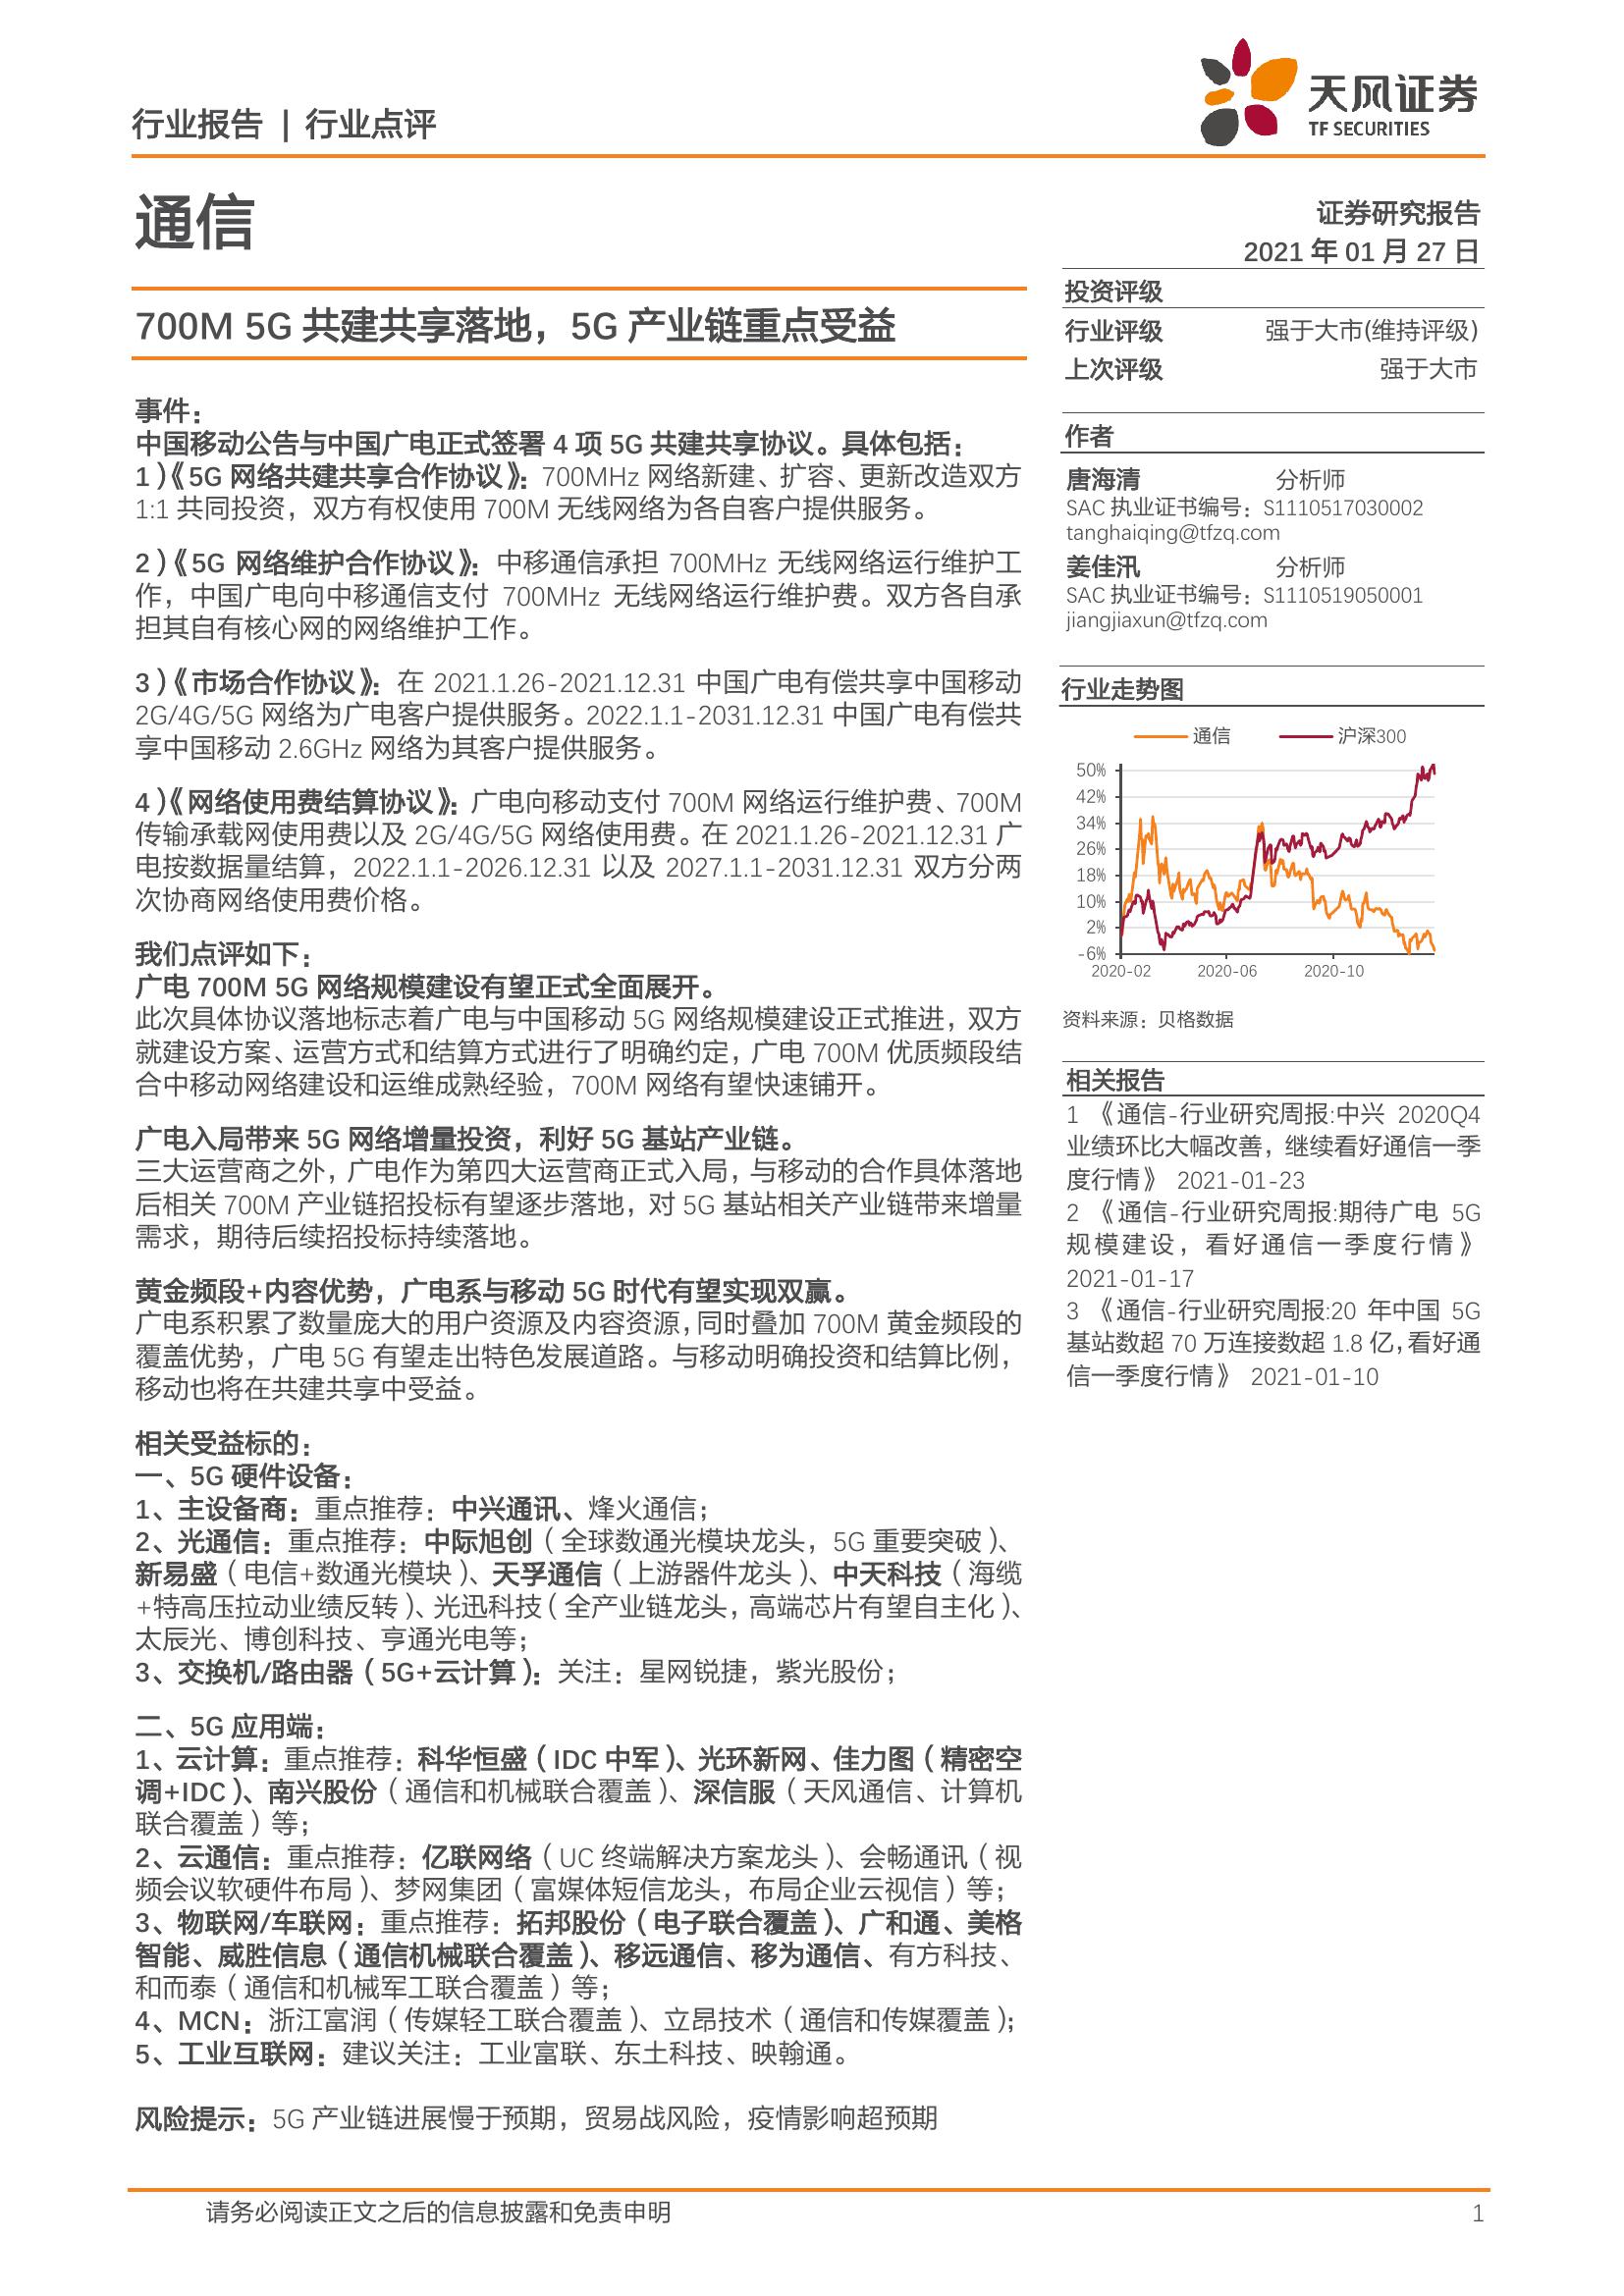 行业报告 | 行业点评
天风证券
TF SECURITIES
通信
证券研究报告
2021 年 01 月 27 日
700M 5G 共建共享落地，5G 产业链重点受益
事件：
中国移动公告与中国广电正式签署 4 项 5G 共建共享协议。具体包括：
1）《5G 网络共建共享合作协议》：700MHz 网络新建、扩容、更新改造双方
1:1 共同投资，双方有权使用 700M 无线网络为各自客户提供服务。
2）《5G 网络维护合作协议》：中移通信承担 700MHz 无线网络运行维护工
作，中国广电向中移通信支付 700MHz 无线网络运行维护费。双方各自承
担其自有核心网的网络维护工作。
3）《市场合作协议》：在 2021.1.26-2021.12.31 中国广电有偿共享中国移动
2G/4G/5G 网络为广电客户提供服务。2022.1.1-2031.12.31 中国广电有偿共
享中国移动 2.6GHz 网络为其客户提供服务。
4）《网络使用费结算协议》：广电向移动支付 700M 网络运行维护费、700M
传输承载网使用费以及 2G/4G/5G 网络使用费。在 2021.1.26-2021.12.31 广
电按数据量结算，2022.1.1-2026.12.31 以及 2027.1.1-2031.12.31 双方分两
次协商网络使用费价格。
我们点评如下：
广电 700M 5G 网络规模建设有望正式全面展开。
此次具体协议落地标志着广电与中国移动 5G 网络规模建设正式推进，双方
就建设方案、运营方式和结算方式进行了明确约定，广电 700M 优质频段结
合中移动网络建设和运维成熟经验，700M 网络有望快速铺开。
广电入局带来 5G 网络增量投资，利好 5G 基站产业链。
三大运营商之外，广电作为第四大运营商正式入局，与移动的合作具体落地
后相关 700M 产业链招投标有望逐步落地，对 5G 基站相关产业链带来增量
需求，期待后续招投标持续落地。
黄金频段+内容优势，广电系与移动 5G 时代有望实现双赢。
广电系积累了数量庞大的用户资源及内容资源，同时叠加 700M 黄金频段的
覆盖优势，广电 5G 有望走出特色发展道路。与移动明确投资和结算比例，
移动也将在共建共享中受益。
相关受益标的：
一、5G 硬件设备：
1、主设备商：重点推荐：中兴通讯、烽火通信；
2、光通信：重点推荐：中际旭创（全球数通光模块龙头，5G 重要突破）、
新易盛（电信+数通光模块）、天孚通信（上游器件龙头）、中天科技（海缆
+特高压拉动业绩反转）、光迅科技（全产业链龙头，高端芯片有望自主化）、
太辰光、博创科技、亨通光电等；
3、交换机/路由器（5G+云计算）：关注：星网锐捷，紫光股份；
二、5G 应用端：
1、云计算：重点推荐：科华恒盛（IDC 中军）、光环新网、佳力图（精密空
调+IDC）、南兴股份（通信和机械联合覆盖）、深信服（天风通信、计算机
联合覆盖）等；
2、云通信：重点推荐：亿联网络（UC 终端解决方案龙头）、会畅通讯（视
频会议软硬件布局）、梦网集团（富媒体短信龙头，布局企业云视信）等；
3、物联网/车联网：重点推荐：拓邦股份（电子联合覆盖）、广和通、美格
智能、威胜信息（通信机械联合覆盖）、移远通信、移为通信、有方科技、
和而泰（通信和机械军工联合覆盖）等；
4、MCN：浙江富润（传媒轻工联合覆盖）、立昂技术（通信和传媒覆盖）；
5、工业互联网：建议关注：工业富联、东土科技、映翰通。
风险提示：5G 产业链进展慢于预期，贸易战风险，疫情影响超预期
投资评级
行业评级 强于大市(维持评级)
上次评级 强于大市
作者
唐海清 分析师
SAC 执业证书编号：S1110517030002
tanghaiqing@tfzq.com
姜佳汛 分析师
SAC 执业证书编号：S1110519050001
jiangjiaxun@tfzq.com
行业走势图
通信 沪深300
50%
42%
34%
26%
18%
10%
2%
-6%
2020-02 2020-06 2020-10
资料来源：贝格数据
相关报告
1 《通信-行业研究周报:中兴 2020Q4
业绩环比大幅改善，继续看好通信一季
度行情》 2021-01-23
2 《通信-行业研究周报:期待广电 5G
规模建设，看好通信一季度行情》
2021-01-17
3 《通信-行业研究周报:20 年中国 5G
基站数超 70 万连接数超 1.8 亿，看好通
信一季度行情》 2021-01-10
请务必阅读正文之后的信息披露和免责申明 1